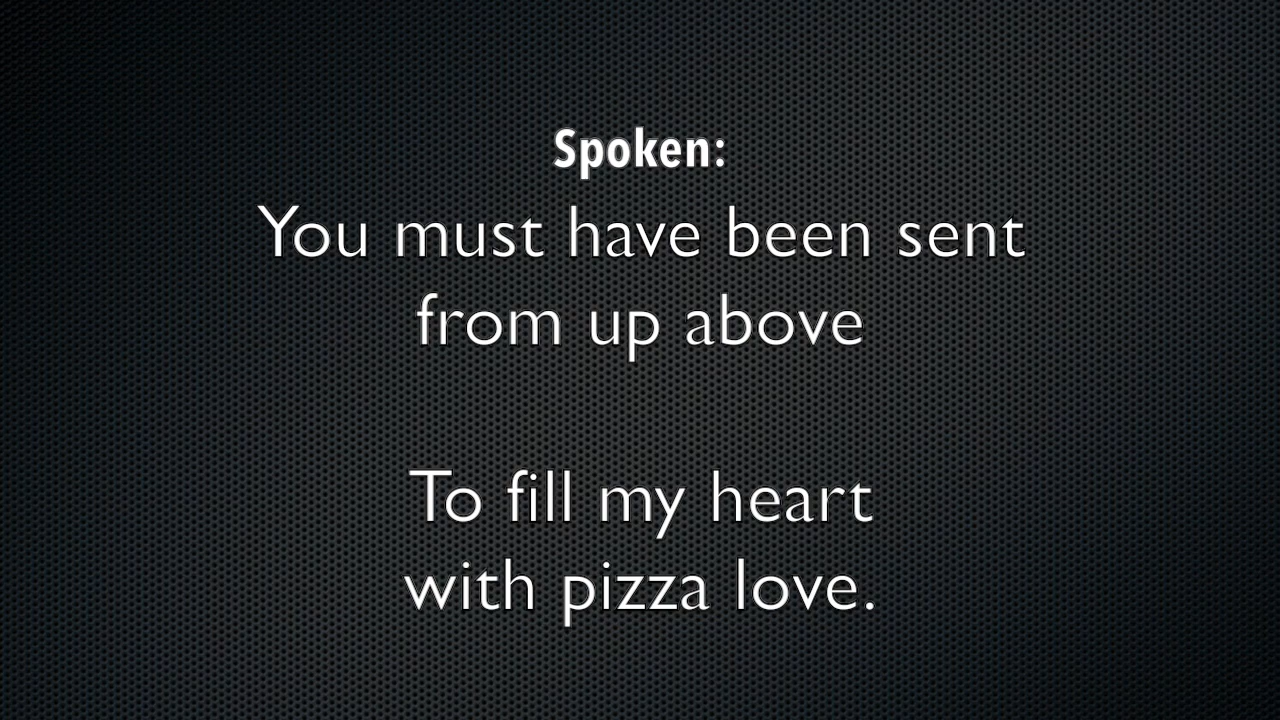 Spoken:
You must have been sent
from up above
To fill my heart
with pizza love.